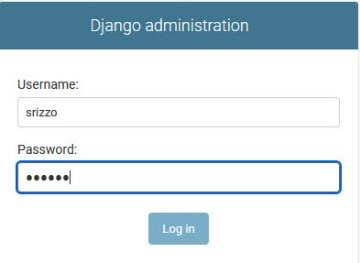 Django administration
Username:
srizzo
Password:
••••••
Log in